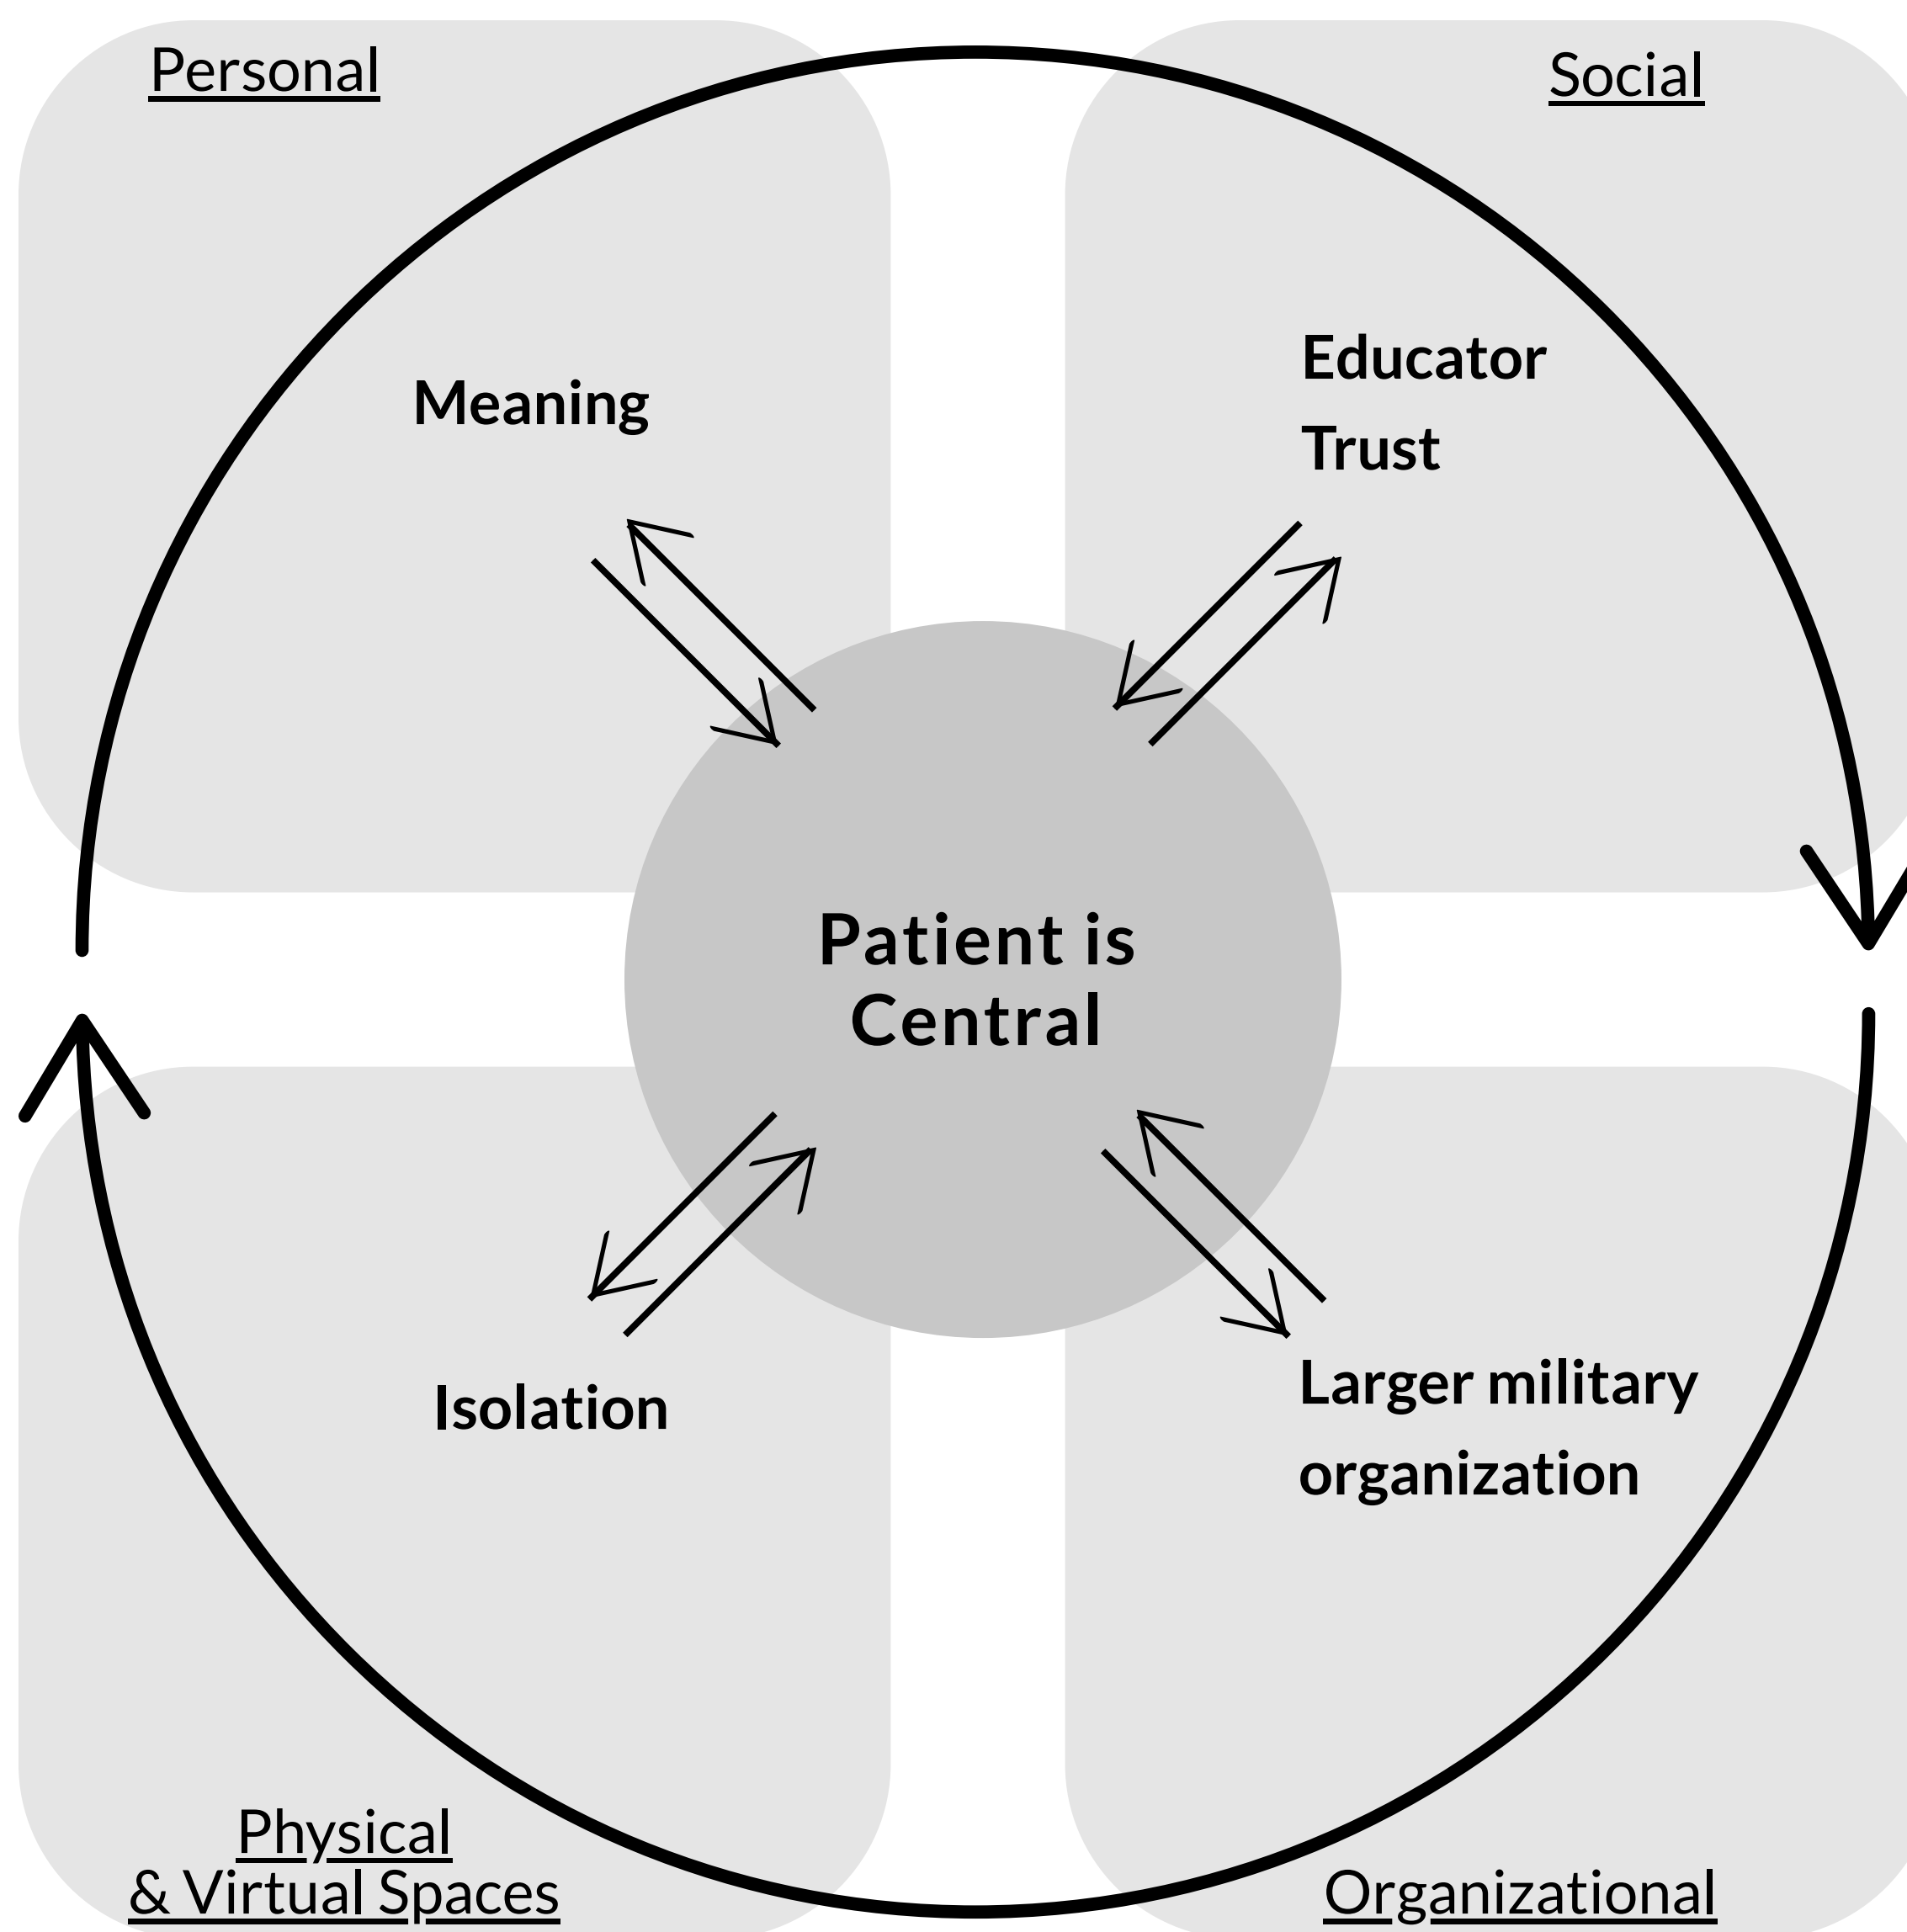 Personal
Social
Meaning
Educator
Trust
Patient is
Central
Isolation
Larger military
organization
Physical
& Virtual Spaces
Organizational